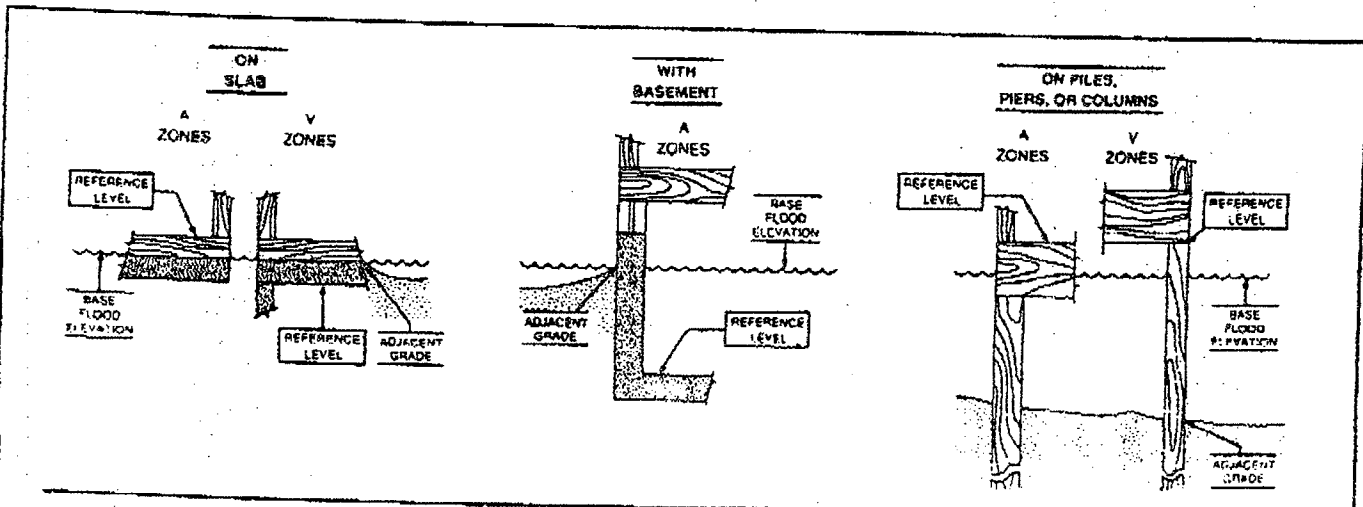 ON
SLAB
A
ZONES
V
ZONES
REFERENCE
LEVEL
BASE
FLOOD
ELEVATION
REFERENCE
LEVEL
ADJACENT
GRADE
WITH
BASEMENT
A
ZONES
BASE
FLOOD
ELEVATION
ADJACENT
GRADE
REFERENCE
LEVEL
ON PILES,
PIERS, OR COLUMNS
A
ZONES
V
ZONES
REFERENCE
LEVEL
REFERENCE
LEVEL
BASE
FLOOD
ELEVATION
ADJACENT
GRADE